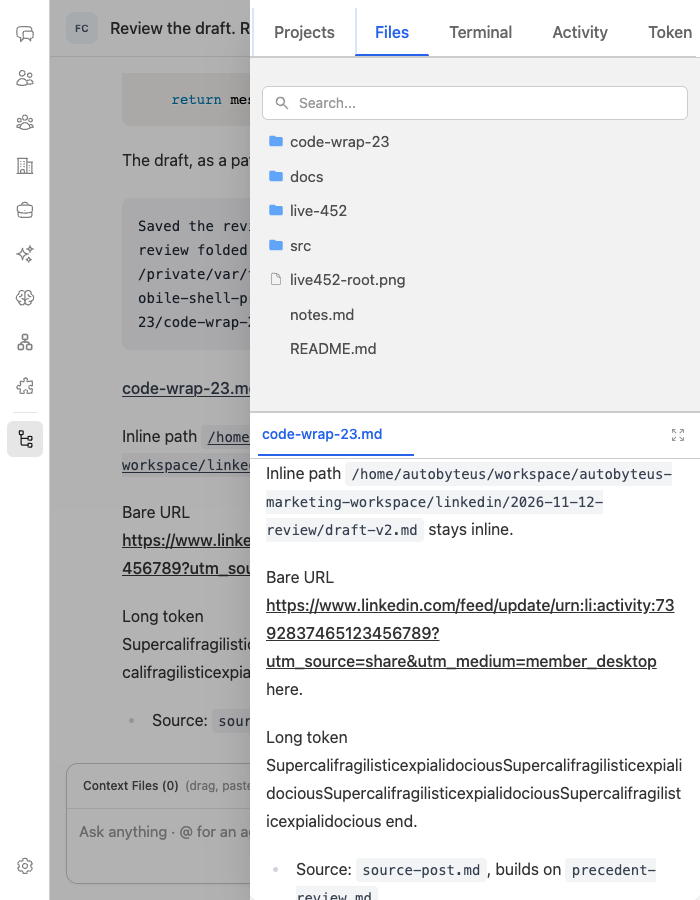 FC
Review the draft. R
return
The draft, as a
Saved the
review folded
/private/var/
obile-shell-p
23/code-wrap-
code-wrap-23.
Inline path /home
workspace/
Bare URL
https://www.linke
456789?utm_sou
Long token
Supercalifragilistic
califragilisticexpia
Source: sour
Context Files (0) (drag, paste
Ask anything · @ for an
Projects
Files
Terminal
Activity
Token
Search...
code-wrap-23
docs
live-452
src
live452-root.png
notes.md
README.md
code-wrap-23.md
Inline path /home/autobyteus/workspace/autobyteus-
marketing-workspace/linkedin/2026-11-12-
review/draft-v2.md stays inline.
Bare URL
https://www.linkedin.com/feed/update/urn:li:activity:73
92837465123456789?
utm_source=share&utm_medium=member_desktop
here.
Long token
SupercalifragilisticexpialidociousSupercalifragilisticexpiali
dociousSupercalifragilisticexpialidociousSupercalifragilist
icexpialidocious end.
Source: source-post.md , builds on precedent-
review.md